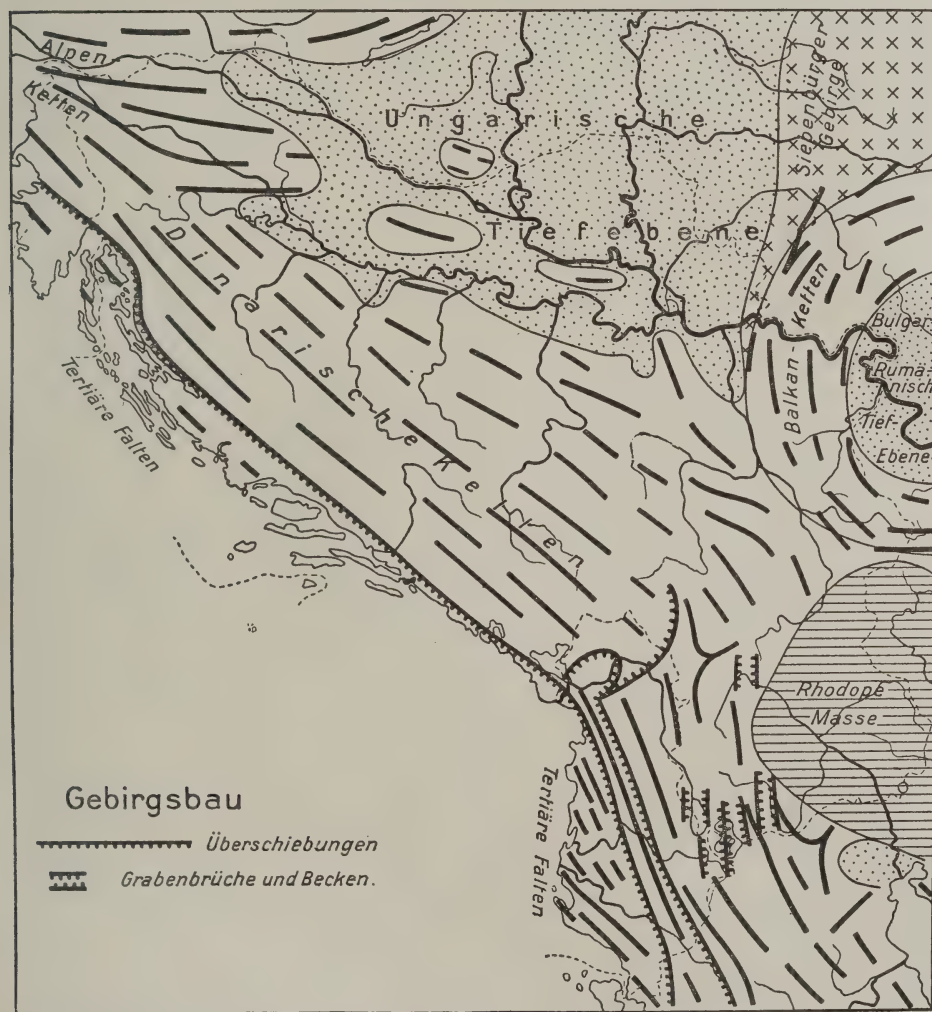 Alpen
Ketten
Ungarische
Tiefebene
Siebenbürger
Gebirge
Dinarische Ketten
Balkan Ketten
Bulgar.
Rumä-
nisch
Tief-
Ebene
Tertiäre Falten
Rhodope
Masse
Tertiäre Falten
Gebirgsbau
Überschiebungen
Grabenbrüche und Becken.